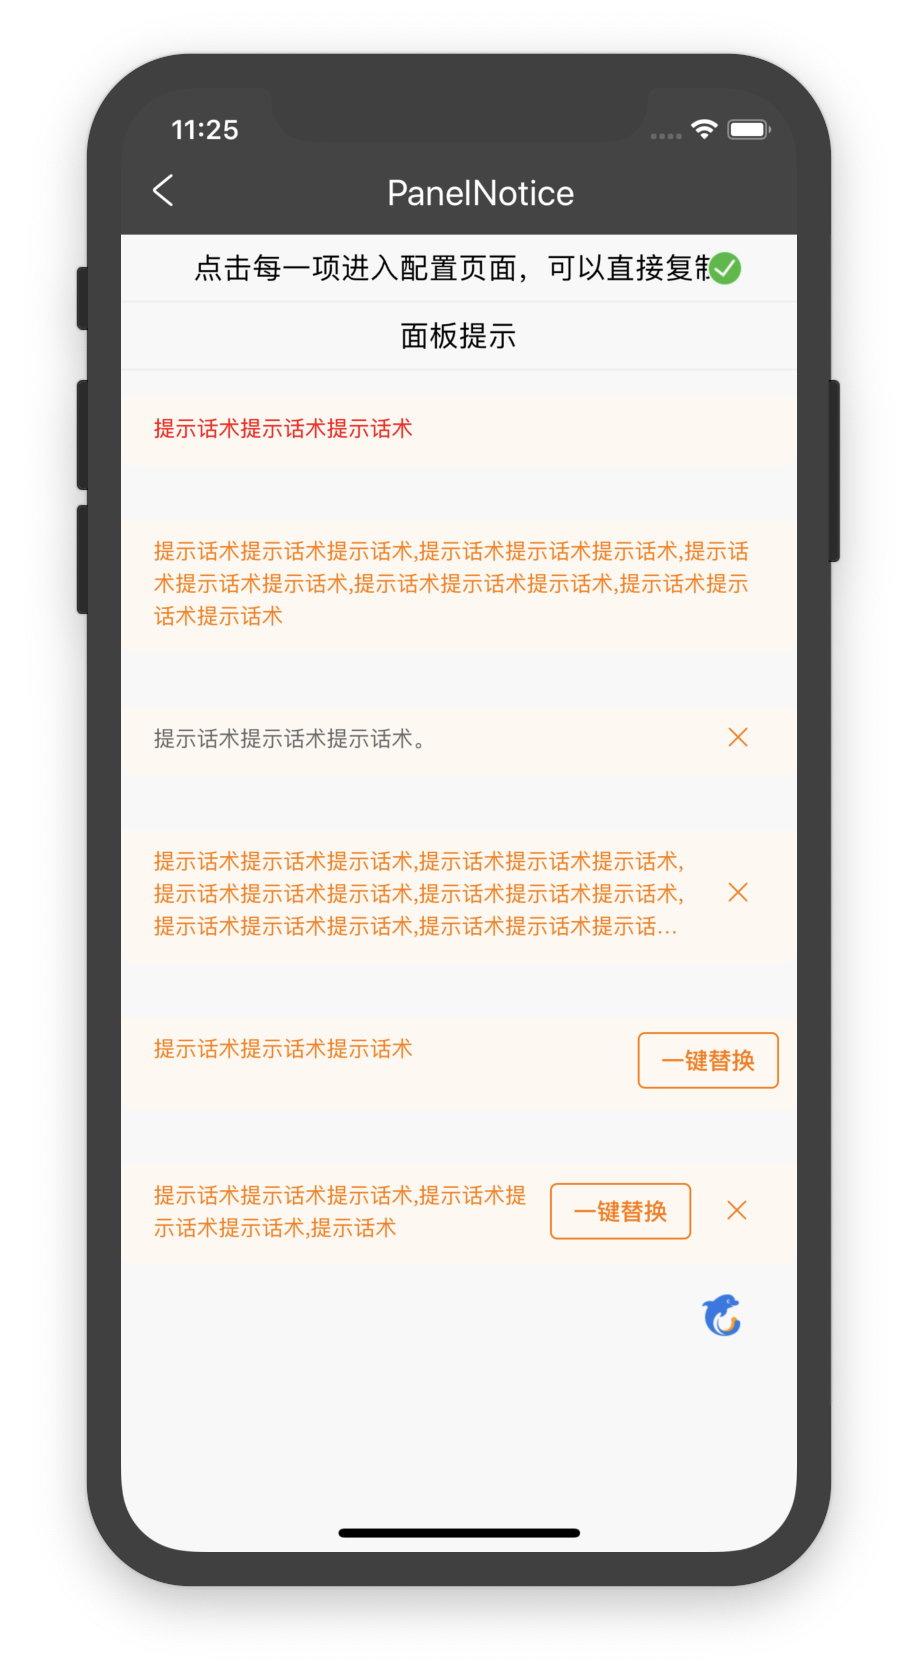 11:25
PanelNotice
点击每一项进入配置页面，可以直接复
面板提示
提示话术提示话术提示话术
提示话术提示话术提示话术,提示话术提示话术提示话术,提示话
术提示话术提示话术,提示话术提示话术提示话术,提示话术提示
话术提示话术
提示话术提示话术提示话术。
提示话术提示话术提示话术,提示话术提示话术提示话术,
提示话术提示话术提示话术,提示话术提示话术提示话术,
提示话术提示话术提示话术,提示话术提示话术提示话...
提示话术提示话术提示话术
一键替换
提示话术提示话术提示话术,提示话术提
示话术提示话术,提示话术
一键替换